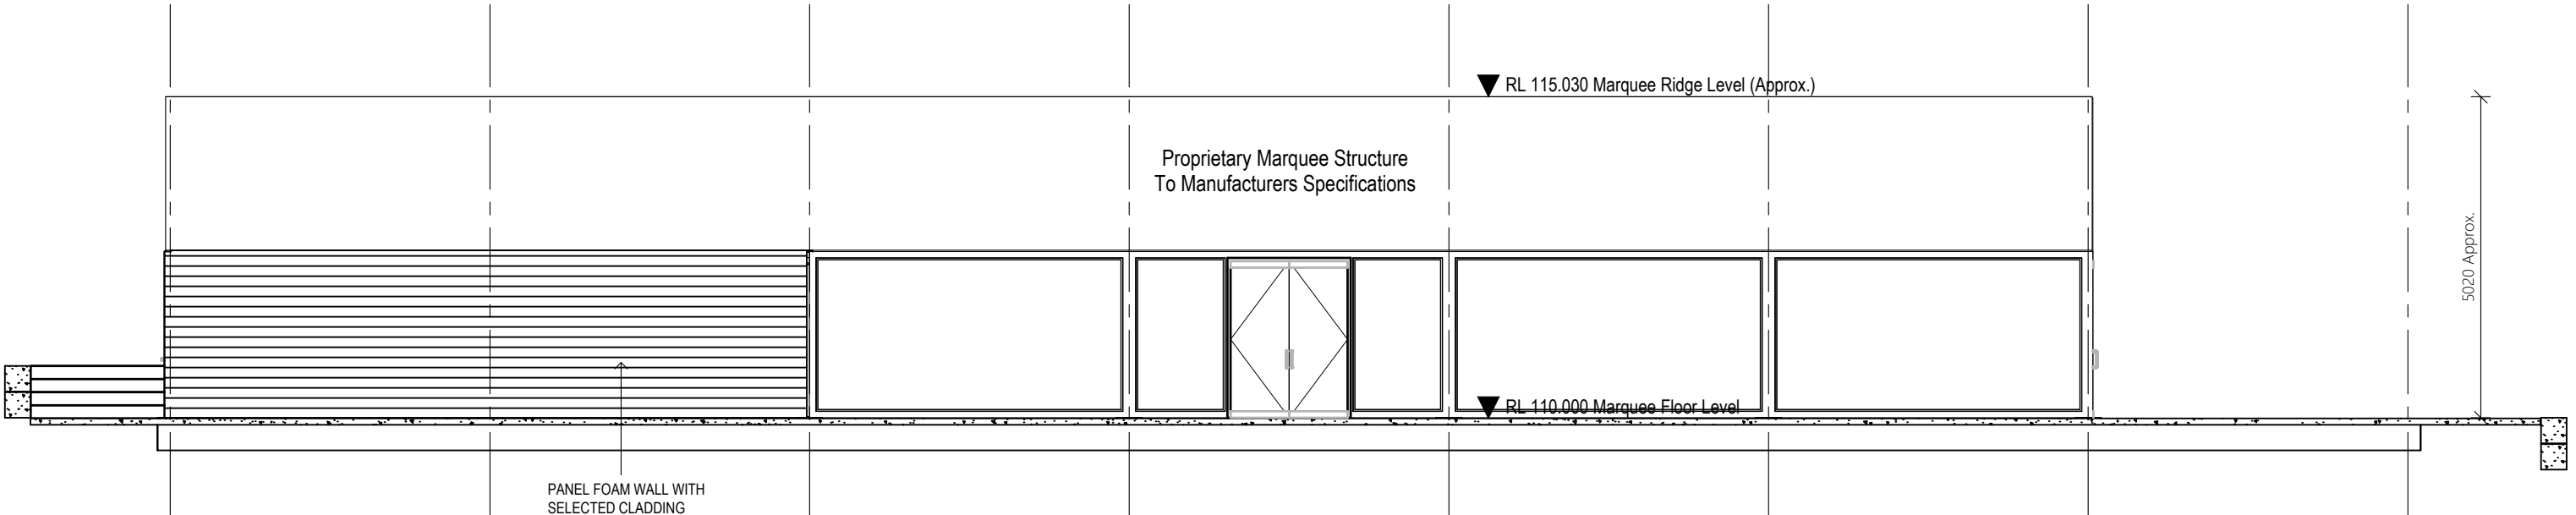 RL 115.030 Marquee Ridge Level (Approx.)
Proprietary Marquee Structure
To Manufacturers Specifications
5020 Approx.
RL 110.000 Marquee Floor Level
PANEL FOAM WALL WITH
SELECTED CLADDING